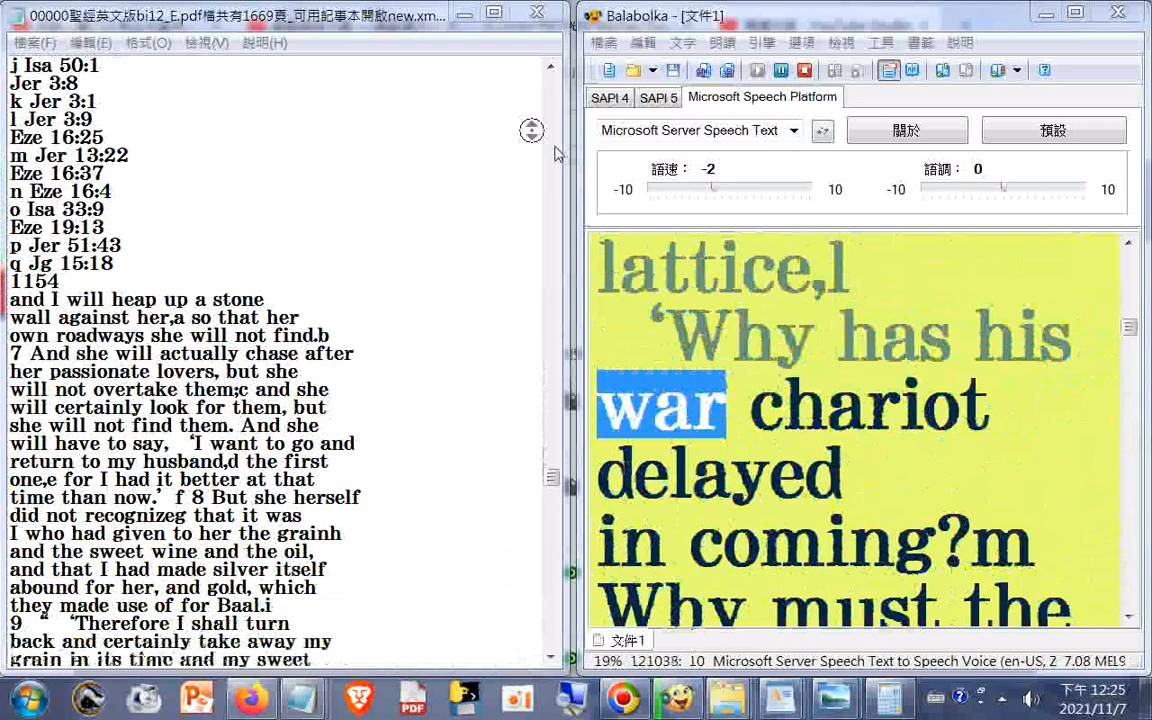 00000聖經英文版bi12_E.pdf檔共有1669頁_可用記事本開啟new.xm...
檔案(F) 編輯(E) 格式(O) 檢視(V) 說明(H)
j Isa 50:1
Jer 3:8
k Jer 3:1
l Jer 3:9
Eze 16:25
m Jer 13:22
Eze 16:37
n Eze 16:4
o Isa 33:9
Eze 19:13
p Jer 51:43
q Jg 15:18
1154
and I will heap up a stone
wall against her,a so that her
own roadways she will not find.b
7 And she will actually chase after
her passionate lovers, but she
will not overtake them;c and she
will certainly look for them, but
she will not find them. And she
will have to say, ‘I want to go and
return to my husband,d the first
one,e for I had it better at that
time than now.’ f 8 But she herself
did not recognizeg that it was
I who had given to her the grainh
and the sweet wine and the oil,
and that I had made silver itself
abound for her, and gold, which
they made use of for Baal.i
9 “ ‘Therefore I shall turn
back and certainly take away my
grain in its time and my sweet
Balabolka - [文件1]
檔案 編輯 文字 朗讀 引擎 選項 檢視 工具 書籤 說明
SAPI 4 SAPI 5 Microsoft Speech Platform
Microsoft Server Speech Text 關於 預設
語速： -2 語調： 0
-10 10 -10 10
lattice,l
‘Why has his
war chariot
delayed
in coming?m
Why must the
文件1
19% 121038: 10 Microsoft Server Speech Text to Speech Voice (en-US, Z 7.08 МЕ19
PDF
下午 12:25
2021/11/7